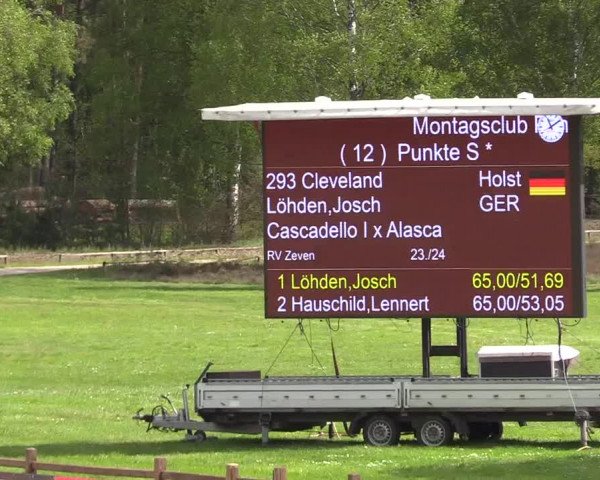 Montagsclub
( 12 ) Punkte S *
293 Cleveland Holst
Löhden,Josch GER
Cascadello I x Alasca
RV Zeven 23./24
1 Löhden,Josch 65,00/51,69
2 Hauschild,Lennert 65,00/53,05